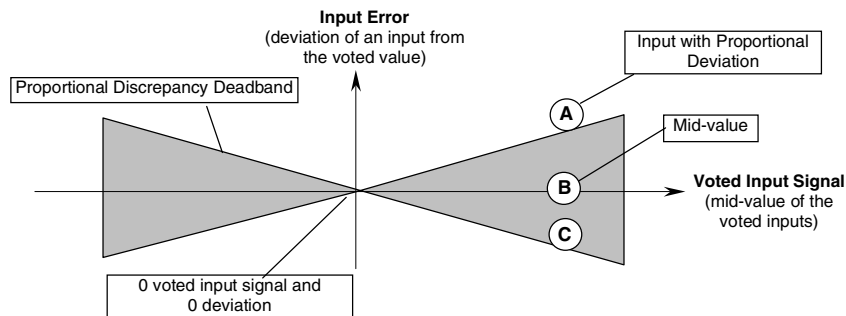 Input Error
(deviation of an input from
the voted value)
Input with Proportional
Deviation
Proportional Discrepancy Deadband
A
Mid-value
B
Voted Input Signal
(mid-value of the
voted inputs)
C
0 voted input signal and
0 deviation